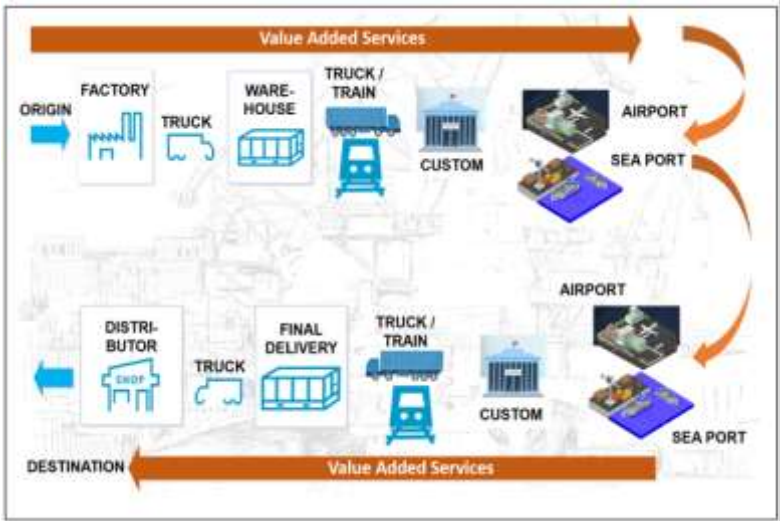 Value Added Services
ORIGIN
FACTORY
TRUCK
WARE-
HOUSE
TRUCK /
TRAIN
CUSTOM
AIRPORT
SEA PORT
AIRPORT
SEA PORT
CUSTOM
TRUCK /
TRAIN
FINAL
DELIVERY
TRUCK
DISTRI-
BUTOR
SHOP
DESTINATION
Value Added Services